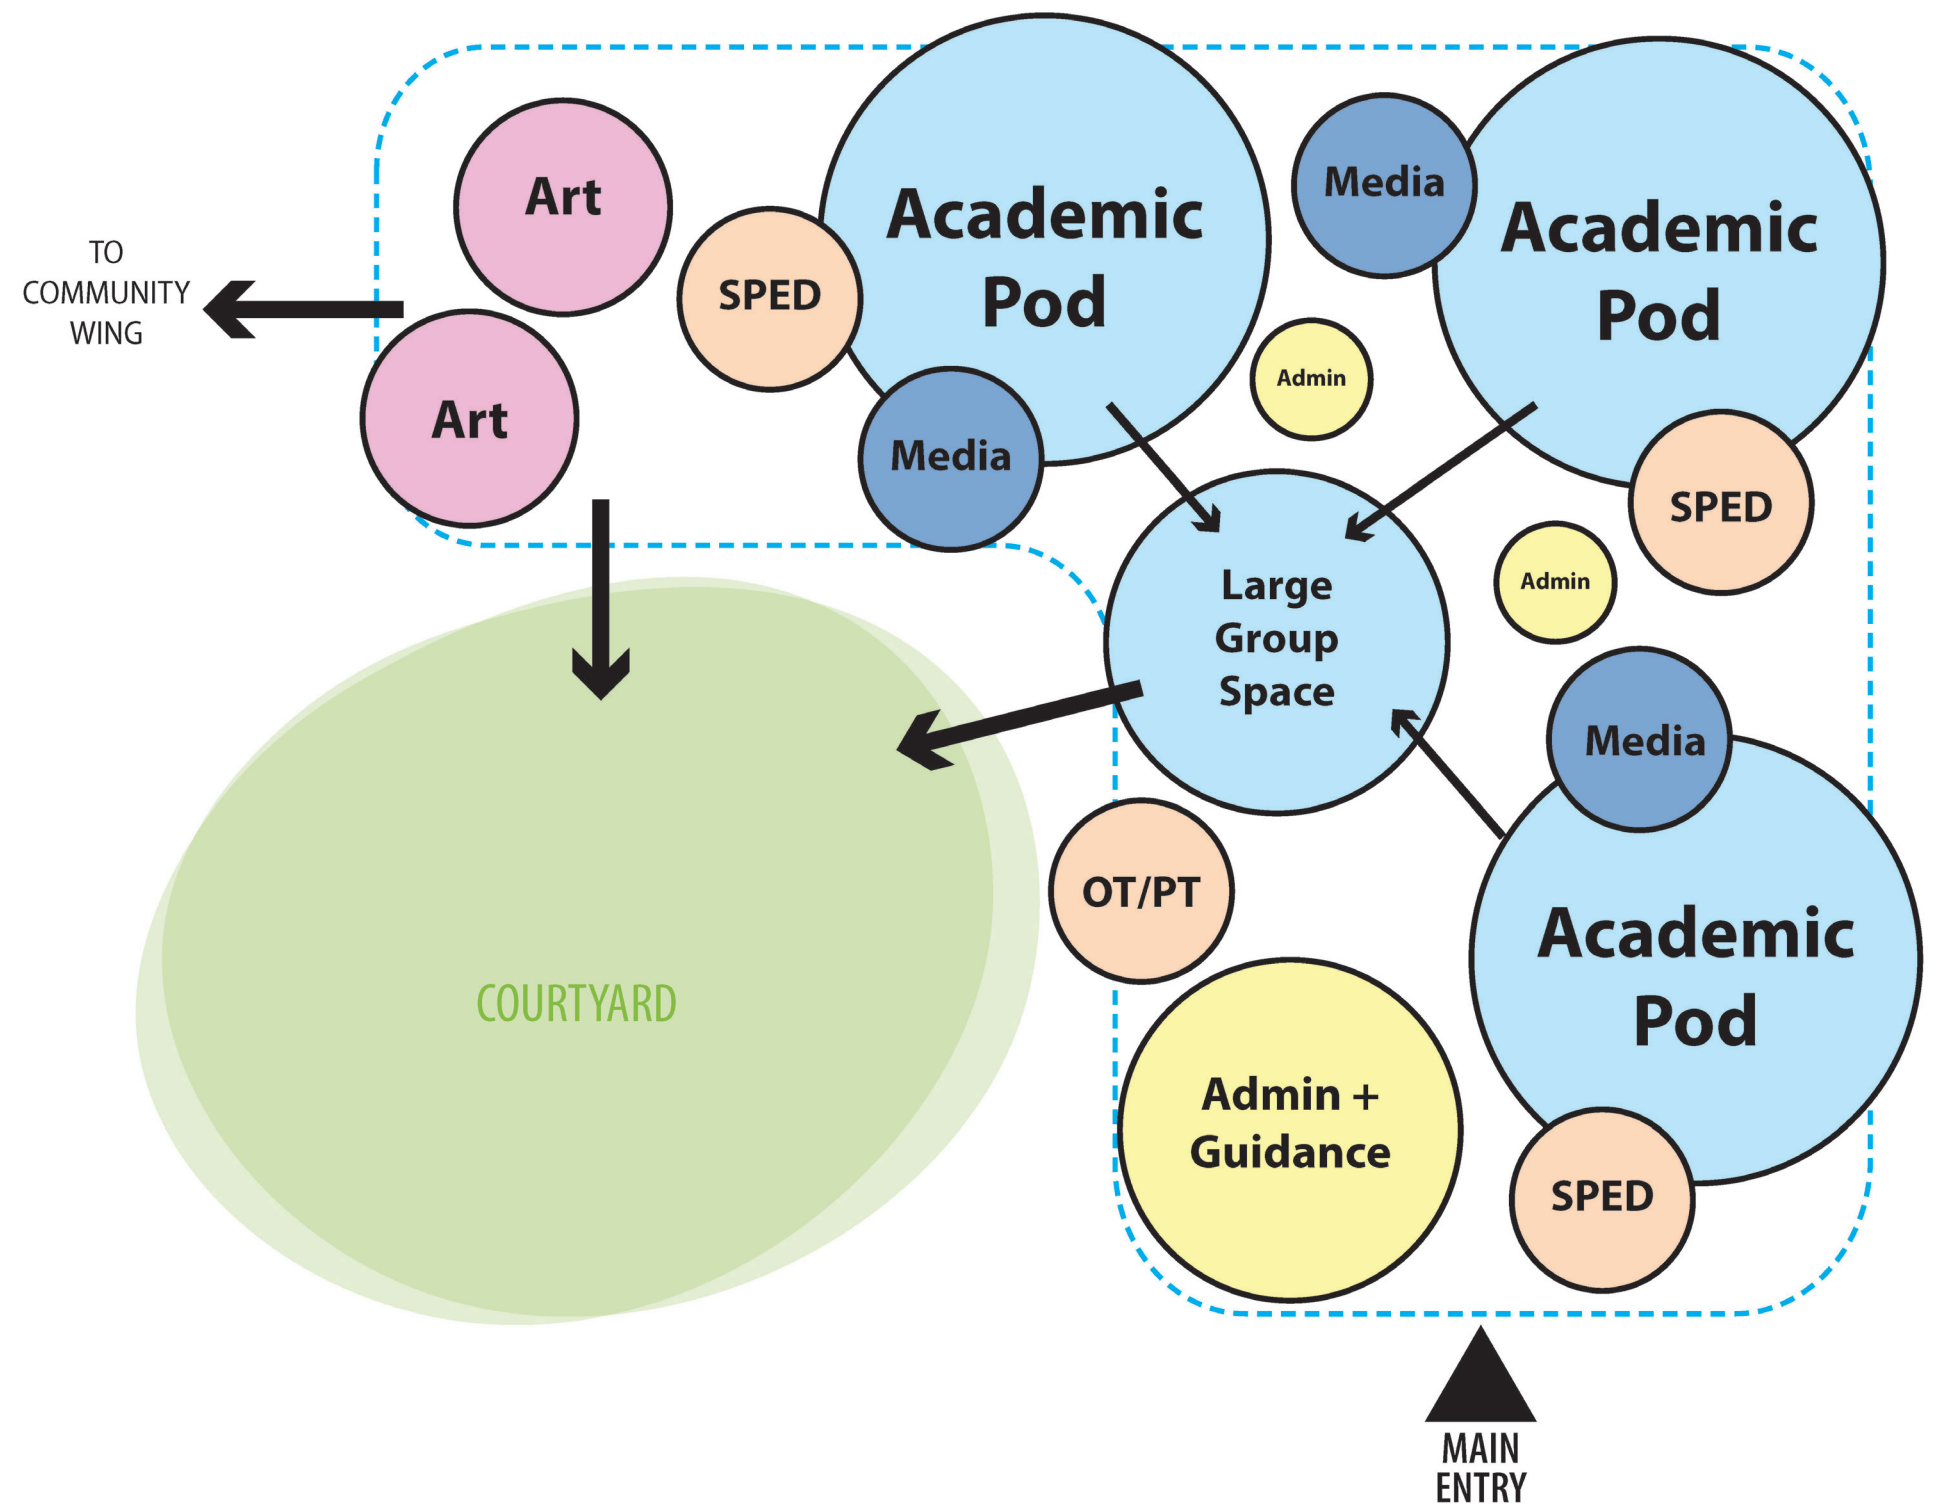 Art
Academic
Pod
Media
Academic
Pod
TO
COMMUNITY
WING
SPED
Admin
Art
Media
SPED
Large
Group
Space
Admin
Media
OT/PT
Academic
Pod
COURTYARD
Admin +
Guidance
SPED
MAIN
ENTRY